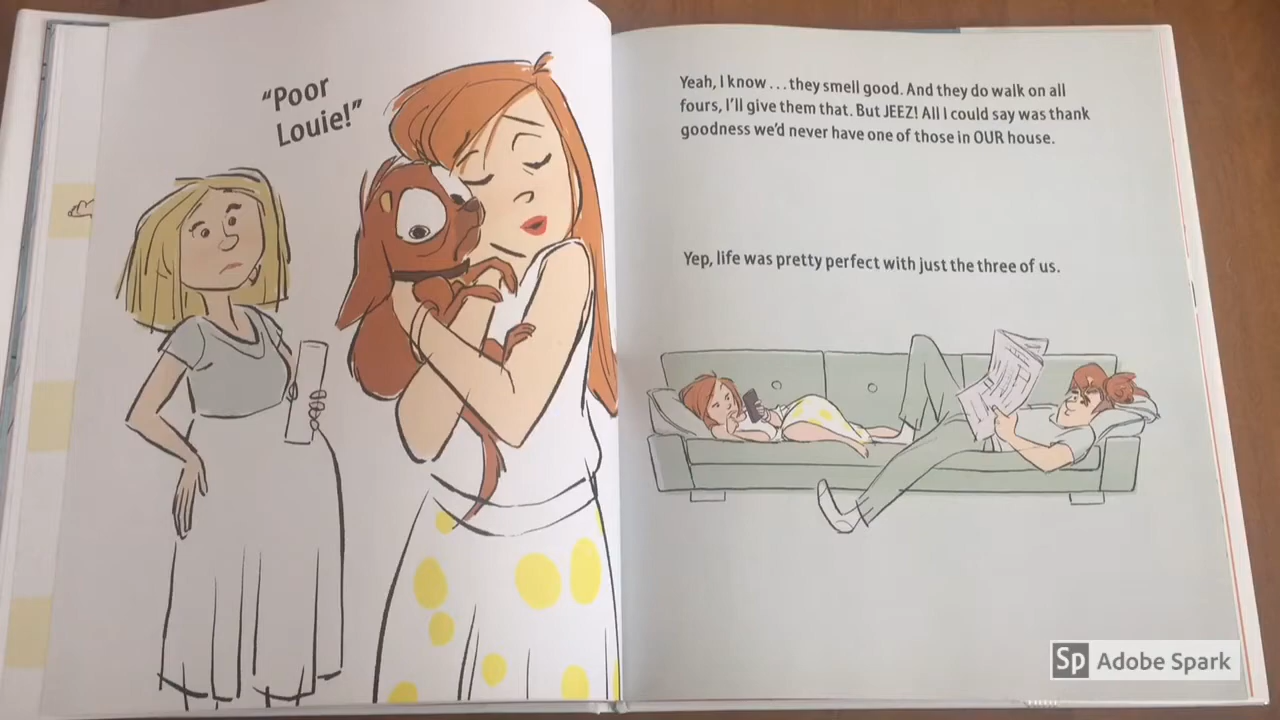 “Poor
Louie!”
Yeah, I know . . . they smell good. And they do walk on all
fours, I’ll give them that. But JEEZ! All I could say was thank
goodness we’d never have one of those in OUR house.
Yep, life was pretty perfect with just the three of us.
Sp Adobe Spark